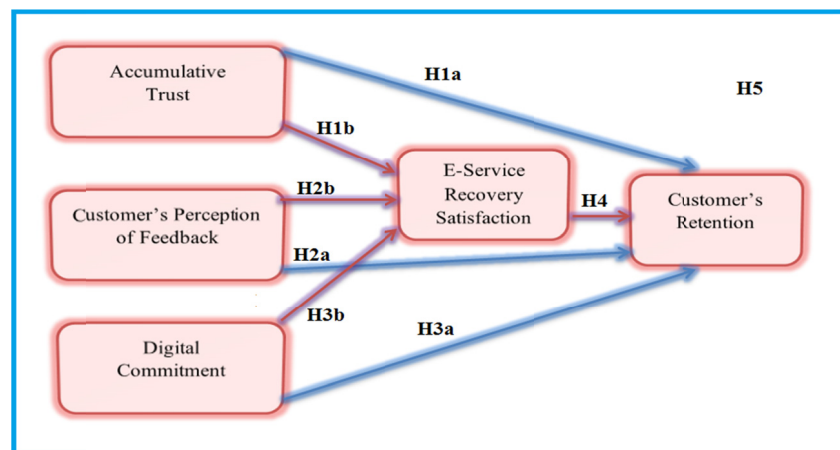 Accumulative
Trust
H1a
H5
H1b
E-Service
Recovery
Satisfaction
H2b
Customer's Perception
of Feedback
H4
Customer's
Retention
H2a
H3b
H3a
Digital
Commitment